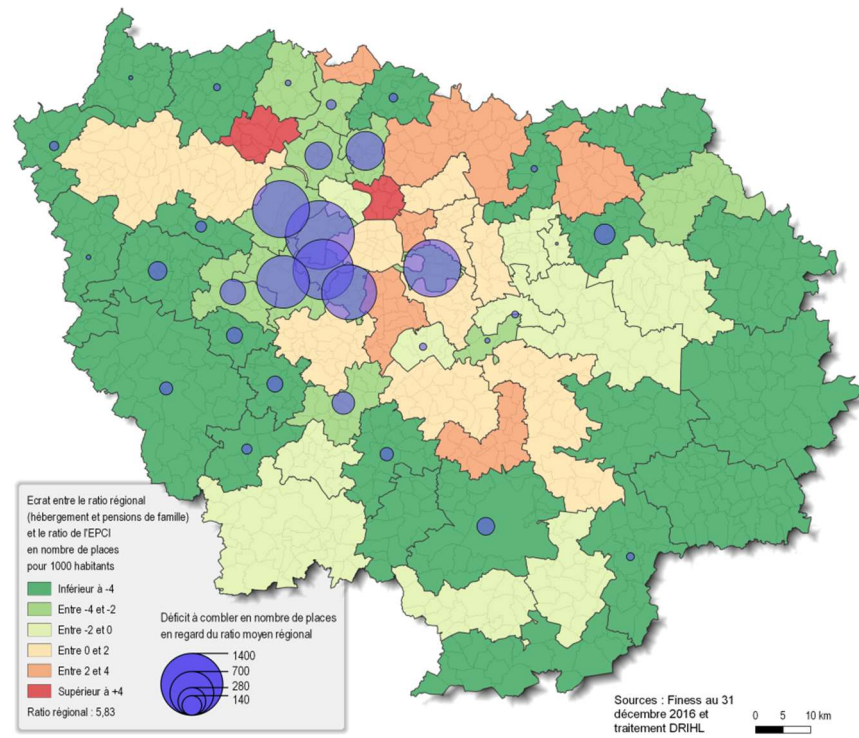 Ecrat entre le ratio régional
(hébergement et pensions de famille)
et le ratio de l'EPCI
en nombre de places
pour 1000 habitants
Inférieur à -4
Entre -4 et -2
Entre -2 et 0
Entre 0 et 2
Entre 2 et 4
Supérieur à +4
Ratio régional : 5,83
Déficit à combler en nombre de places
en regard du ratio moyen régional
1400
700
280
140
Sources : Finess au 31
décembre 2016 et
traitement DRIHL
0 5 10 km